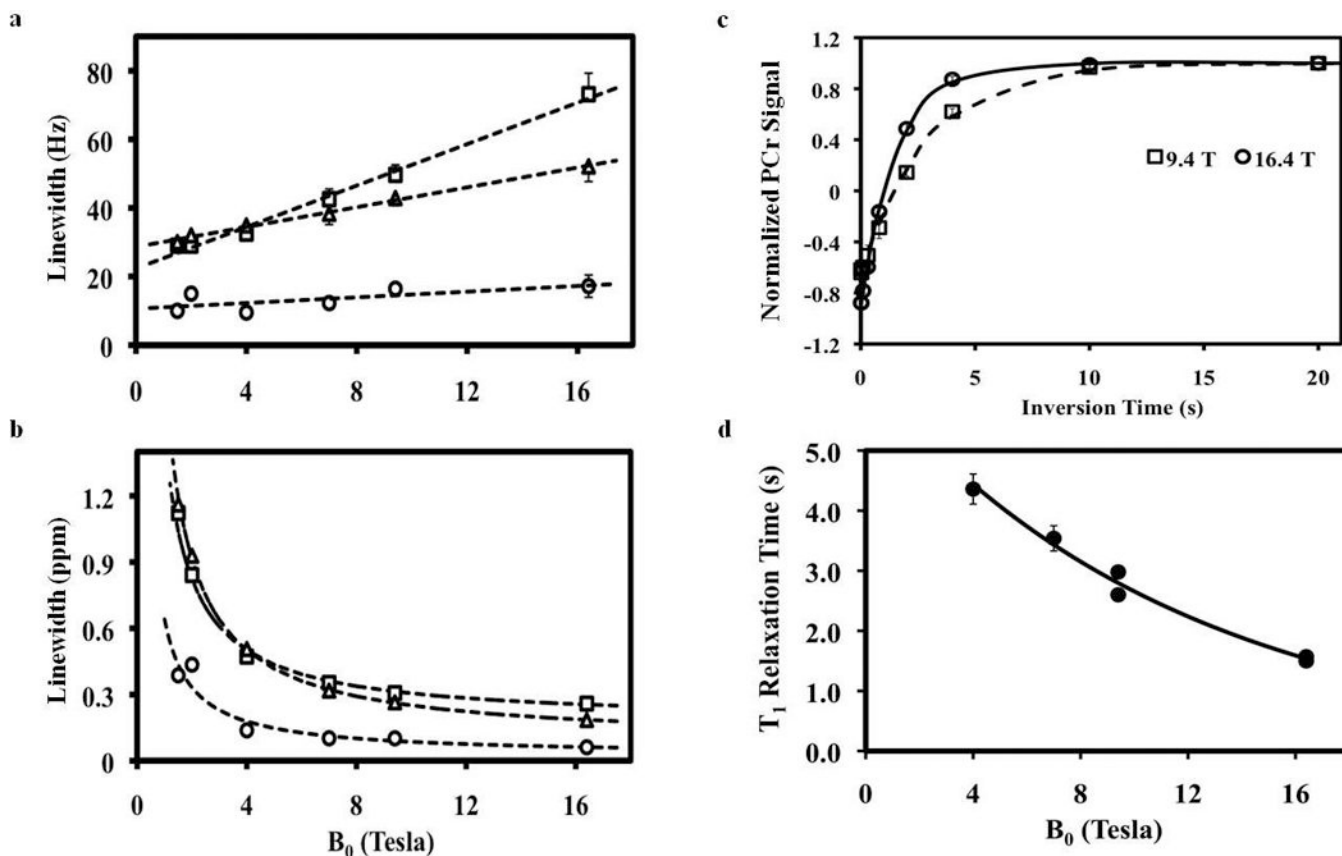 a
Linewidth (Hz)
80
60
40
20
0
0 4 8 12 16
b
Linewidth (ppm)
1.2
0.9
0.6
0.3
0
0 4 8 12 16
B0 (Tesla)
c
Normalized PCr Signal
1.2
0.8
0.4
0
-0.4
-0.8
-1.2
9.4 T 16.4 T
0 5 10 15 20
Inversion Time (s)
d
T1 Relaxation Time (s)
5.0
4.0
3.0
2.0
1.0
0.0
0 4 8 12 16
B0 (Tesla)